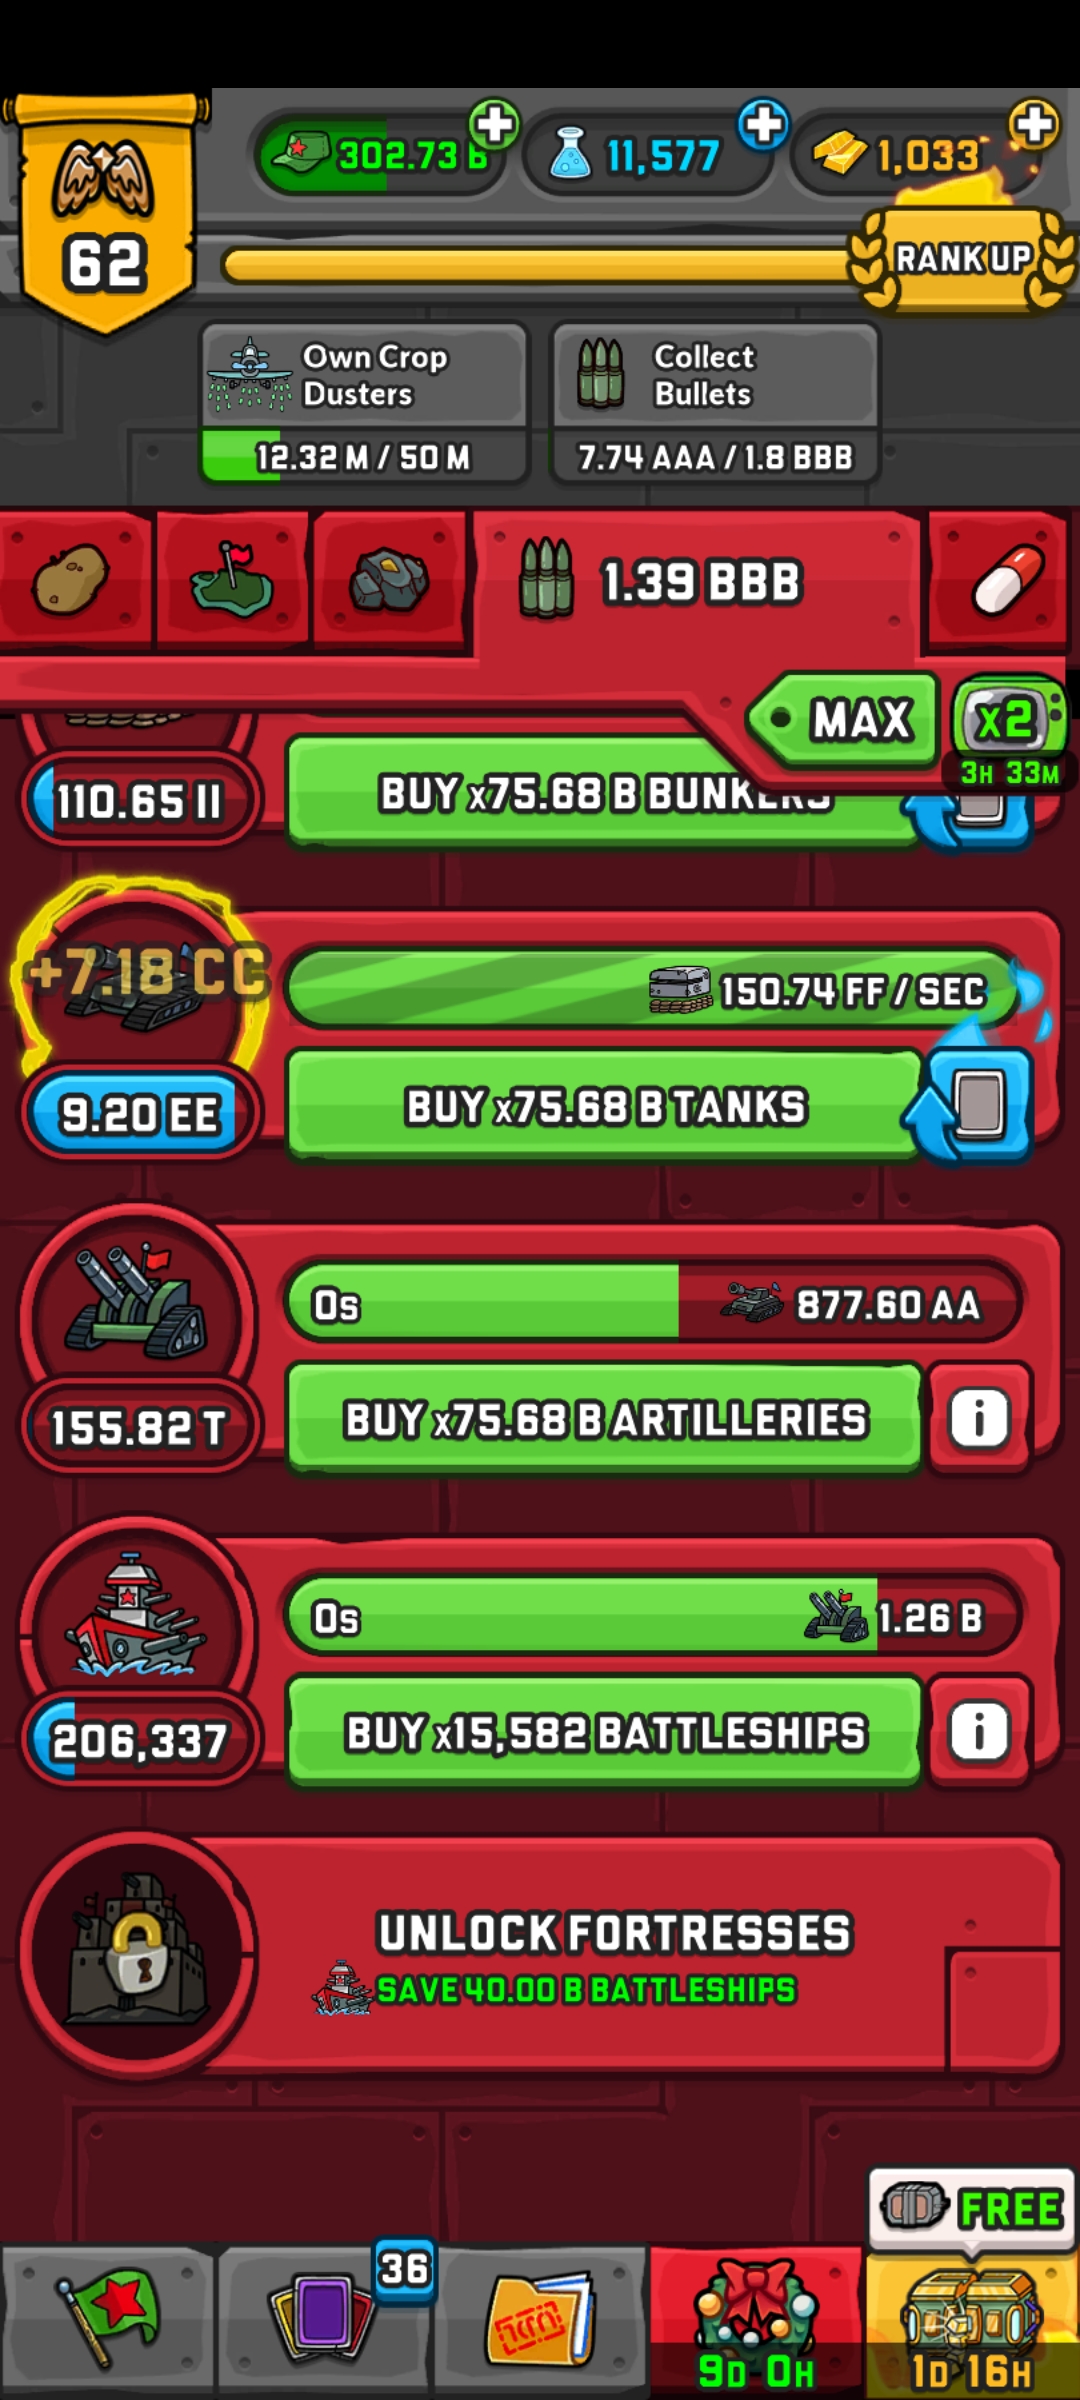 302.73 B
11,577
1,033
62
RANK UP
Own Crop
Dusters
12.32 M / 50 M
Collect
Bullets
7.74 AAA / 1.8 BBB
1.39 BBB
MAX
x2
3H 33M
110.65 II
BUY x75.68 B BUNKERS
+7.18 CC
150.74 FF / SEC
9.20 EE
BUY x75.68 B TANKS
0s
877.60 AA
155.82 T
BUY x75.68 B ARTILLERIES
i
0s
1.26 B
206,337
BUY x15,582 BATTLESHIPS
i
UNLOCK FORTRESSES
SAVE 40.00 B BATTLESHIPS
FREE
36
9D 0H
1D 16H